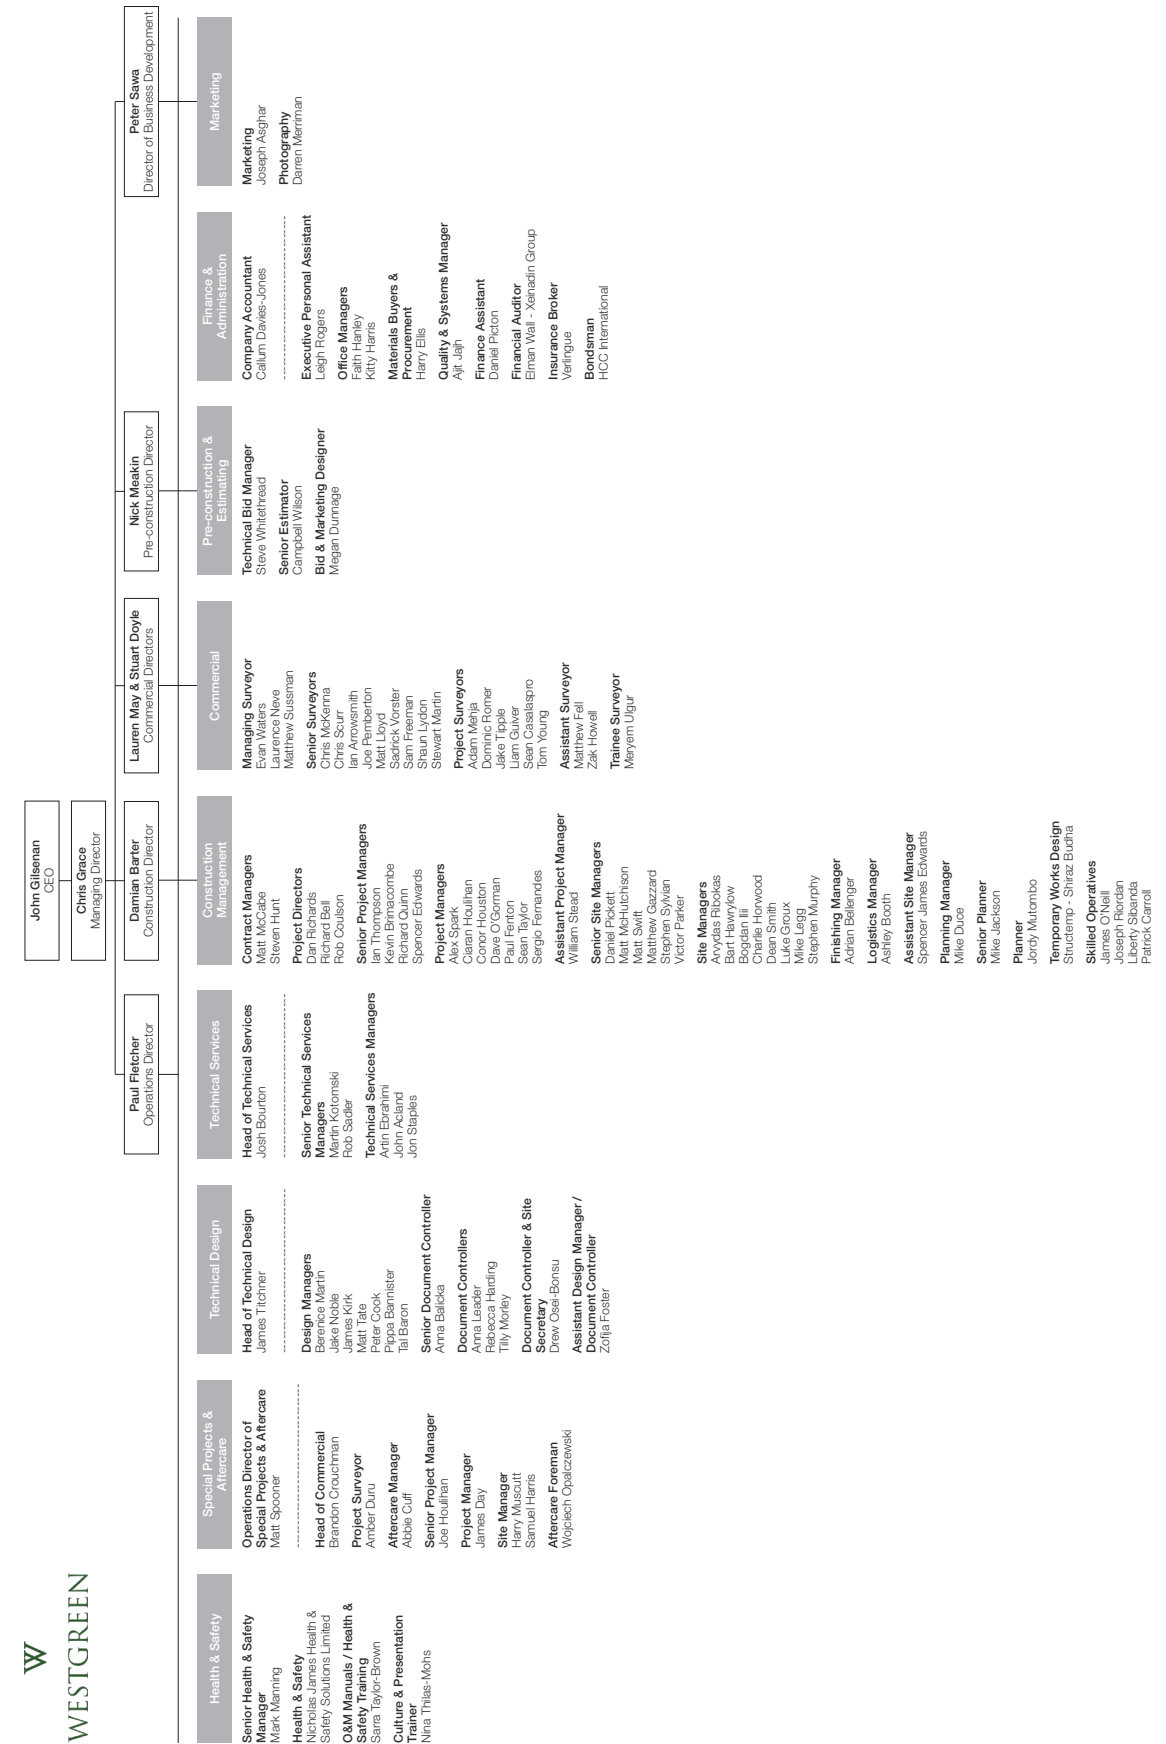 WESTGREEN
John Gilsenan
CEO
Chris Grace
Managing Director
Paul Fletcher
Operations Director
Damian Barter
Construction Director
Lauren May & Stuart Doyle
Commercial Directors
Nick Meakin
Pre-construction Director
Peter Sawa
Director of Business Development
Health & Safety
Senior Health & Safety
Manager
Mark Manning
Health & Safety
Nicholas James Health &
Safety Solutions Limited
O&M Manuals / Health &
Safety Training
Sarra Taylor-Brown
Culture & Presentation
Trainer
Nina Thilas-Mohs
Special Projects &
Aftercare
Operations Director of
Special Projects & Aftercare
Matt Spooner
Head of Commercial
Brandon Crouchman
Project Surveyor
Amber Duru
Aftercare Manager
Abbie Cuff
Senior Project Manager
Joe Houlihan
Project Manager
James Day
Site Manager
Harry Muscutt
Samuel Harris
Aftercare Foreman
Wojciech Opalczewski
Technical Design
Head of Technical Design
James Titchner
Design Managers
Berenice Martin
Jake Noble
James Kirk
Matt Tate
Peter Cook
Pippa Bannister
Tal Baron
Senior Document Controller
Anna Balicka
Document Controllers
Anna Leader
Rebecca Harding
Tilly Morley
Document Controller & Site
Secretary
Drew Osei-Bonsu
Assistant Design Manager /
Document Controller
Zofija Foster
Technical Services
Head of Technical Services
Josh Bourton
Senior Technical Services
Managers
Martin Kotomski
Rob Sadler
Technical Services Managers
Artin Ebrahimi
John Acland
Jon Staples
Construction
Management
Contract Managers
Matt McCabe
Steven Hunt
Project Directors
Dan Richards
Richard Bell
Rob Coulson
Senior Project Managers
Ian Thompson
Kevin Brimacombe
Richard Quinn
Spencer Edwards
Project Managers
Alex Spark
Ciaran Houlihan
Conor Houston
Dave O'Gorman
Paul Fenton
Sean Taylor
Sergio Fernandes
Assistant Project Manager
William Stead
Senior Site Managers
Daniel Pickett
Matt McHutchison
Matt Swift
Matthew Gazzard
Stephen Sylvian
Victor Parker
Site Managers
Arvydas Ribokas
Bart Hawrylow
Bogdan Ilii
Charlie Horwood
Dean Smith
Luke Groux
Mike Legg
Stephen Murphy
Finishing Manager
Adrian Bellenger
Logistics Manager
Ashley Booth
Assistant Site Manager
Spencer James Edwards
Planning Manager
Mike Duce
Senior Planner
Mike Jackson
Planner
Jordy Mutombo
Temporary Works Design
Structemp - Shiraz Budha
Skilled Operatives
James O'Neill
Joseph Riordan
Liberty Sibanda
Patrick Carroll
Commercial
Managing Surveyor
Evan Waters
Laurence Neve
Matthew Sussman
Senior Surveyors
Chris McKenna
Chris Scurr
Ian Arrowsmith
Joe Pemberton
Matt Lloyd
Sadrick Vorster
Sam Freeman
Shaun Lydon
Stewart Martin
Project Surveyors
Adam Mehja
Dominic Romer
Jake Tipple
Liam Guiver
Sean Casalaspro
Tom Young
Assistant Surveyor
Matthew Fell
Zak Howell
Trainee Surveyor
Meryem Ulgur
Pre-construction &
Estimating
Technical Bid Manager
Steve Whitethread
Senior Estimator
Campbell Wilson
Bid & Marketing Designer
Megan Dunnage
Finance &
Administration
Company Accountant
Callum Davies-Jones
Executive Personal Assistant
Leigh Rogers
Office Managers
Faith Hanley
Kitty Harris
Materials Buyers &
Procurement
Harry Ellis
Quality & Systems Manager
Ajit Jajh
Finance Assistant
Daniel Picton
Financial Auditor
Elman Wall - Xeinadin Group
Insurance Broker
Verlingue
Bondsman
HCC International
Marketing
Marketing
Joseph Asghar
Photography
Darren Merriman